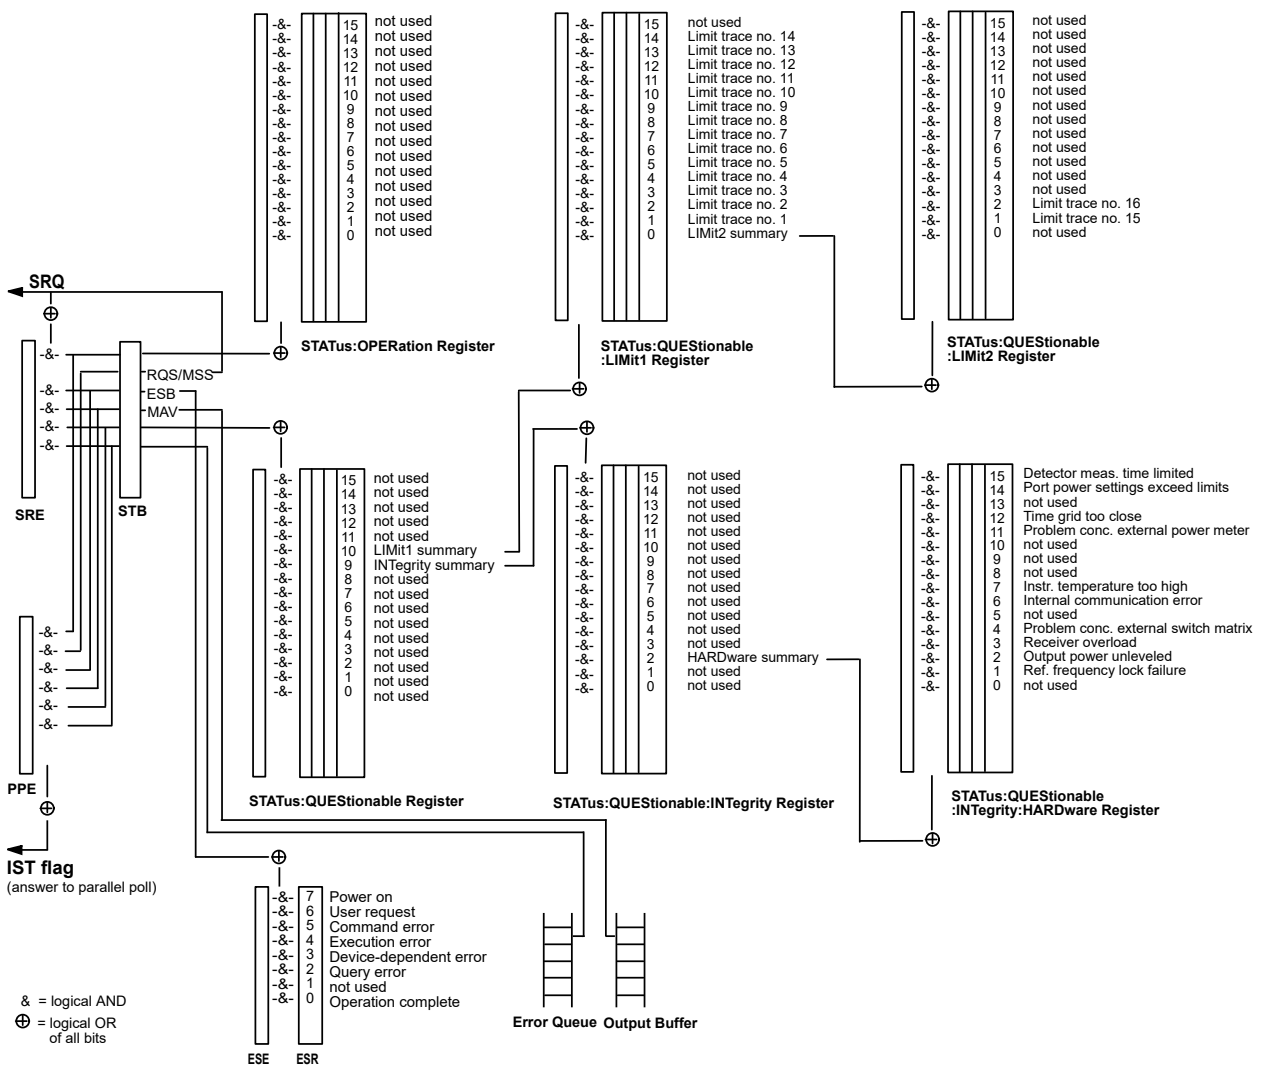 -&- 15 not used
-&- 14 not used
-&- 13 not used
-&- 12 not used
-&- 11 not used
-&- 10 not used
-&- 9 not used
-&- 8 not used
-&- 7 not used
-&- 6 not used
-&- 5 not used
-&- 4 not used
-&- 3 not used
-&- 2 not used
-&- 1 not used
-&- 0
STATus:OPERation Register
-&- 15 not used
-&- 14 Limit trace no. 14
-&- 13 Limit trace no. 13
-&- 12 Limit trace no. 12
-&- 11 Limit trace no. 11
-&- 10 Limit trace no. 10
-&- 9 Limit trace no. 9
-&- 8 Limit trace no. 8
-&- 7 Limit trace no. 7
-&- 6 Limit trace no. 6
-&- 5 Limit trace no. 5
-&- 4 Limit trace no. 4
-&- 3 Limit trace no. 3
-&- 2 Limit trace no. 2
-&- 1 Limit trace no. 1
-&- 0 LIMit2 summary
STATus:QUEStionable
:LIMit1 Register
-&- 15 not used
-&- 14 not used
-&- 13 not used
-&- 12 not used
-&- 11 not used
-&- 10 not used
-&- 9 not used
-&- 8 not used
-&- 7 not used
-&- 6 not used
-&- 5 not used
-&- 4 not used
-&- 3 not used
-&- 2 Limit trace no. 16
-&- 1 Limit trace no. 15
-&- 0 not used
STATus:QUEStionable
:LIMit2 Register
SRQ
-&-
RQS/MSS
-&- ESB
-&- MAV
-&-
-&-
SRE
STB
-&-
-&-
-&-
-&-
-&-
-&-
PPE
IST flag
(answer to parallel poll)
-&- 15 not used
-&- 14 not used
-&- 13 not used
-&- 12 not used
-&- 11 not used
-&- 10 LIMit1 summary
-&- 9 INTegrity summary
-&- 8 not used
-&- 7 not used
-&- 6 not used
-&- 5 not used
-&- 4 not used
-&- 3 not used
-&- 2 not used
-&- 1 not used
-&- 0 not used
STATus:QUEStionable Register
-&- 15 not used
-&- 14 not used
-&- 13 not used
-&- 12 not used
-&- 11 not used
-&- 10 not used
-&- 9 not used
-&- 8 not used
-&- 7 not used
-&- 6 not used
-&- 5 not used
-&- 4 not used
-&- 3 not used
-&- 2 HARDware summary
-&- 1 not used
-&- 0 not used
STATus:QUEStionable:INTegrity Register
-&- 15 Detector meas. time limited
-&- 14 Port power settings exceed limits
-&- 13 not used
-&- 12 Time grid too close
-&- 11 Problem conc. external power meter
-&- 10 not used
-&- 9 not used
-&- 8 not used
-&- 7 Instr. temperature too high
-&- 6 Internal communication error
-&- 5 not used
-&- 4 Problem conc. external switch matrix
-&- 3 Receiver overload
-&- 2 Output power unleveled
-&- 1 Ref. frequency lock failure
-&- 0 not used
STATus:QUEStionable
:INTegrity:HARDware Register
-&- 7 Power on
-&- 6 User request
-&- 5 Command error
-&- 4 Execution error
-&- 3 Device-dependent error
-&- 2 Query error
-&- 1 not used
-&- 0 Operation complete
ESE
ESR
Error Queue
Output Buffer
& = logical AND
⊕ = logical OR
of all bits